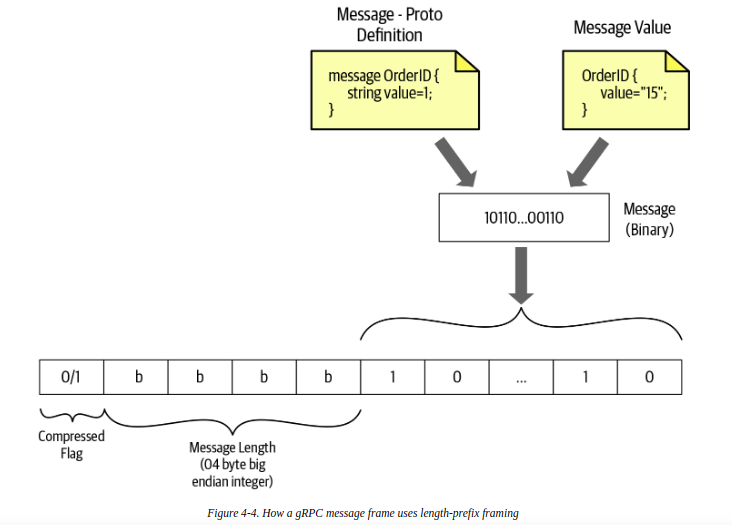 Message - Proto
Definition
Message Value
message OrderID {
string value=1;
}
OrderID {
value="15";
}
10110...00110
Message
(Binary)
0/1 b b b b 1 0 ... 1 0
Compressed
Flag
Message Length
(04 byte big
endian integer)
Figure 4-4. How a gRPC message frame uses length-prefix framing